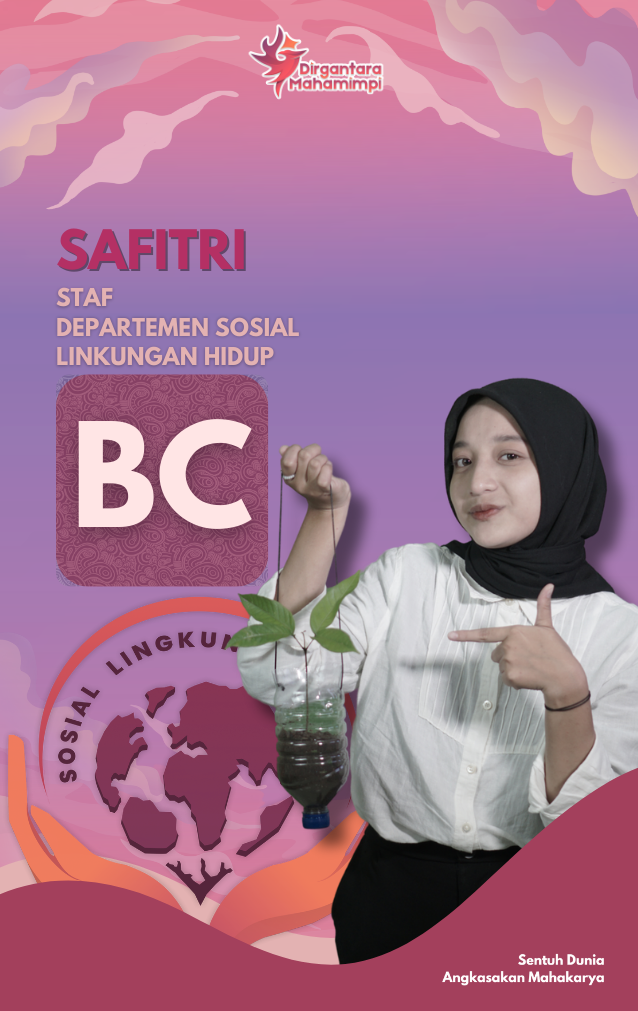 Dirgantara
Mahamimpi
SAFITRI
STAF
DEPARTEMEN SOSIAL
LINKUNGAN HIDUP
BC
SOSIAL LINGKUN
Sentuh Dunia
Angkasakan Mahakarya